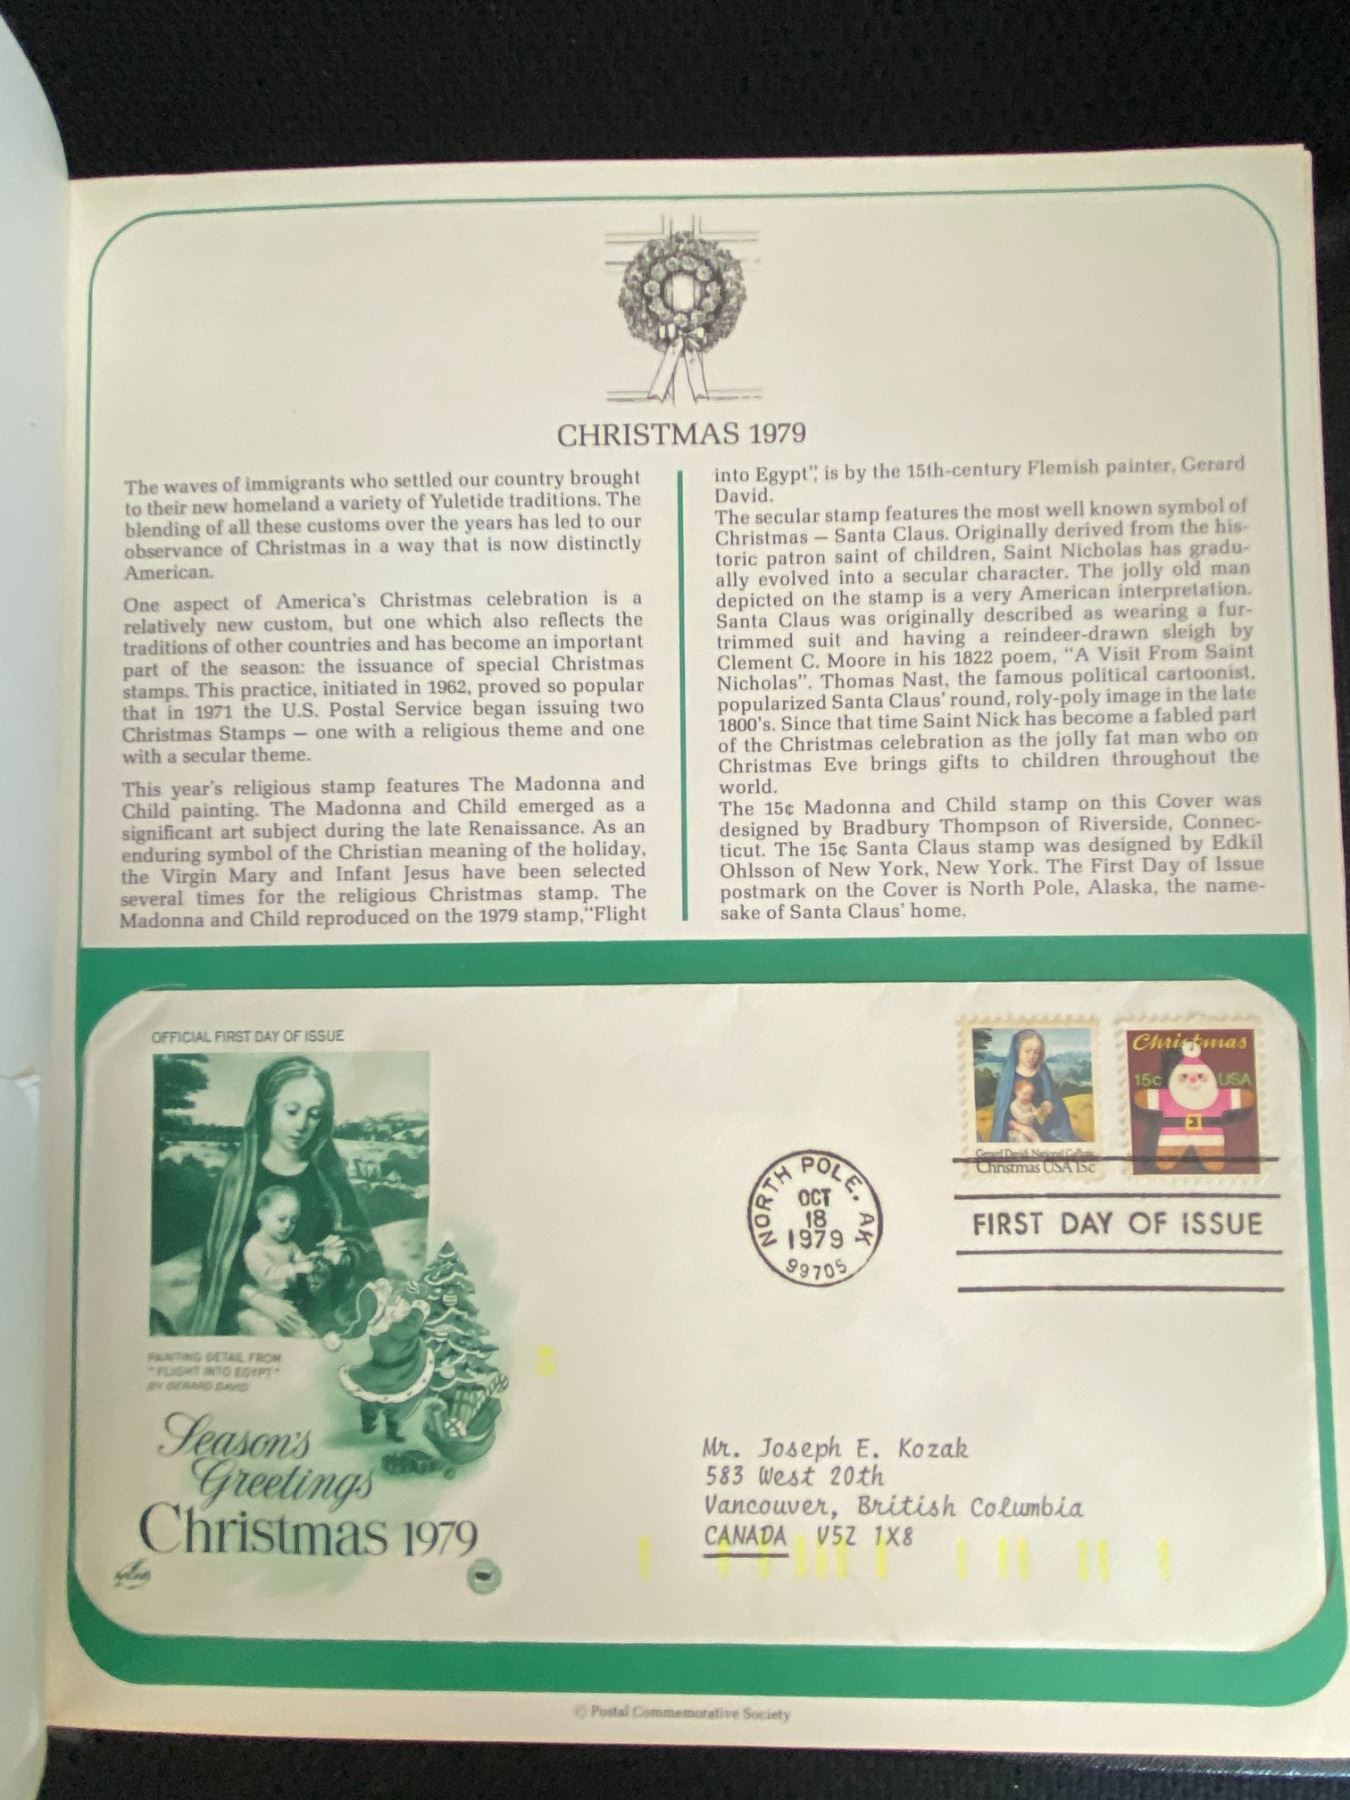 CHRISTMAS 1979
The waves of immigrants who settled our country brought
to their new homeland a variety of Yuletide traditions. The
blending of all these customs over the years has led to our
observance of Christmas in a way that is now distinctly
American.
One aspect of America's Christmas celebration is a
relatively new custom, but one which also reflects the
traditions of other countries and has become an important
part of the season: the issuance of special Christmas
stamps. This practice, initiated in 1962, proved so popular
that in 1971 the U.S. Postal Service began issuing two
Christmas Stamps — one with a religious theme and one
with a secular theme.
This year's religious stamp features The Madonna and
Child painting. The Madonna and Child emerged as a
significant art subject during the late Renaissance. As an
enduring symbol of the Christian meaning of the holiday,
the Virgin Mary and Infant Jesus have been selected
several times for the religious Christmas stamp. The
Madonna and Child reproduced on the 1979 stamp,"Flight
into Egypt", is by the 15th-century Flemish painter, Gerard
David.
The secular stamp features the most well known symbol of
Christmas — Santa Claus. Originally derived from the his-
toric patron saint of children, Saint Nicholas has gradu-
ally evolved into a secular character. The jolly old man
depicted on the stamp is a very American interpretation.
Santa Claus was originally described as wearing a fur-
trimmed suit and having a reindeer-drawn sleigh by
Clement C. Moore in his 1822 poem, "A Visit From Saint
Nicholas". Thomas Nast, the famous political cartoonist,
popularized Santa Claus' round, roly-poly image in the late
1800's. Since that time Saint Nick has become a fabled part
of the Christmas celebration as the jolly fat man who on
Christmas Eve brings gifts to children throughout the
world.
The 15¢ Madonna and Child stamp on this Cover was
designed by Bradbury Thompson of Riverside, Connec-
ticut. The 15¢ Santa Claus stamp was designed by Edkil
Ohlsson of New York, New York. The First Day of Issue
postmark on the Cover is North Pole, Alaska, the name-
sake of Santa Claus' home.
OFFICIAL FIRST DAY OF ISSUE
PAINTING DETAIL FROM
"FLIGHT INTO EGYPT"
BY GERARD DAVID
Season's
Greetings
Christmas 1979
NORTH POLE, AK
OCT
18
1979
99705
Gerard David, National Gallery
Christmas USA 15c
Christmas
15c USA
FIRST DAY OF ISSUE
Mr. Joseph E. Kozak
583 West 20th
Vancouver, British Columbia
CANADA V5Z 1X8
© Postal Commemorative Society